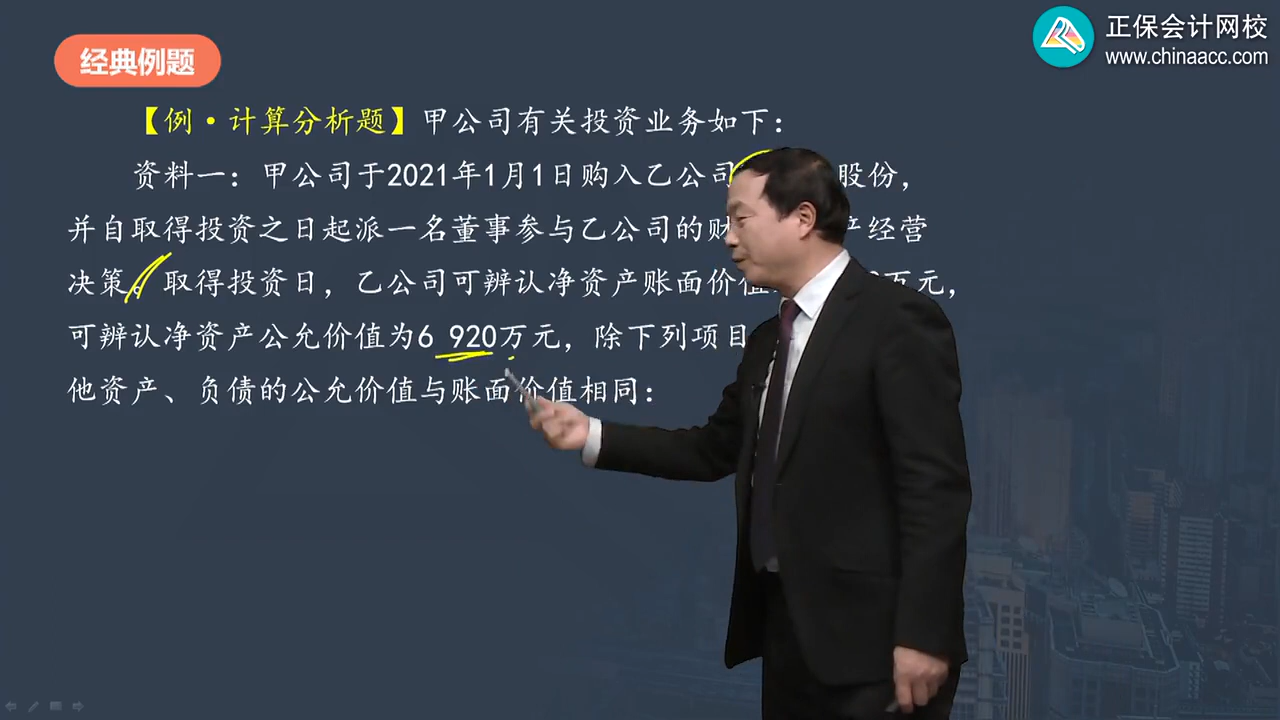 正保会计网校
www.chinaacc.com
经典例题
【例·计算分析题】甲公司有关投资业务如下：
资料一：甲公司于2021年1月1日购入乙公司 股份，
并自取得投资之日起派一名董事参与乙公司的财 产经营
决策。取得投资日，乙公司可辨认净资产账面价值 万元，
可辨认净资产公允价值为6 920万元，除下列项目
他资产、负债的公允价值与账面价值相同：